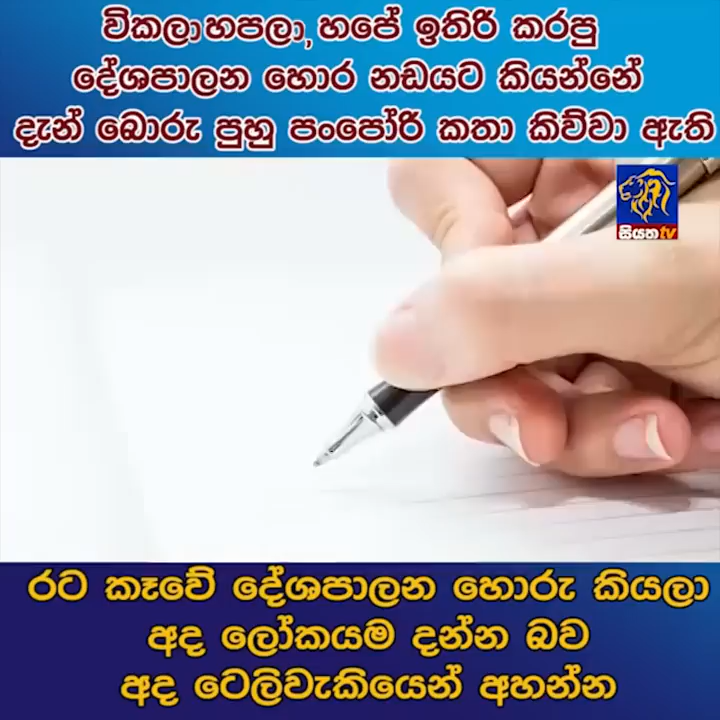 විකලා හපලා, හපේ ඉතිරි කරපු
දේශපාලන හොර නඩයට කියන්නේ
දැන් බොරු පුහු පංපෝරි කතා කිව්වා ඇති
සියත tv
රට කෑවේ දේශපාලන හොරු කියලා
අද ලෝකයම දන්න බව
අද ටෙලිවැකියෙන් අහන්න